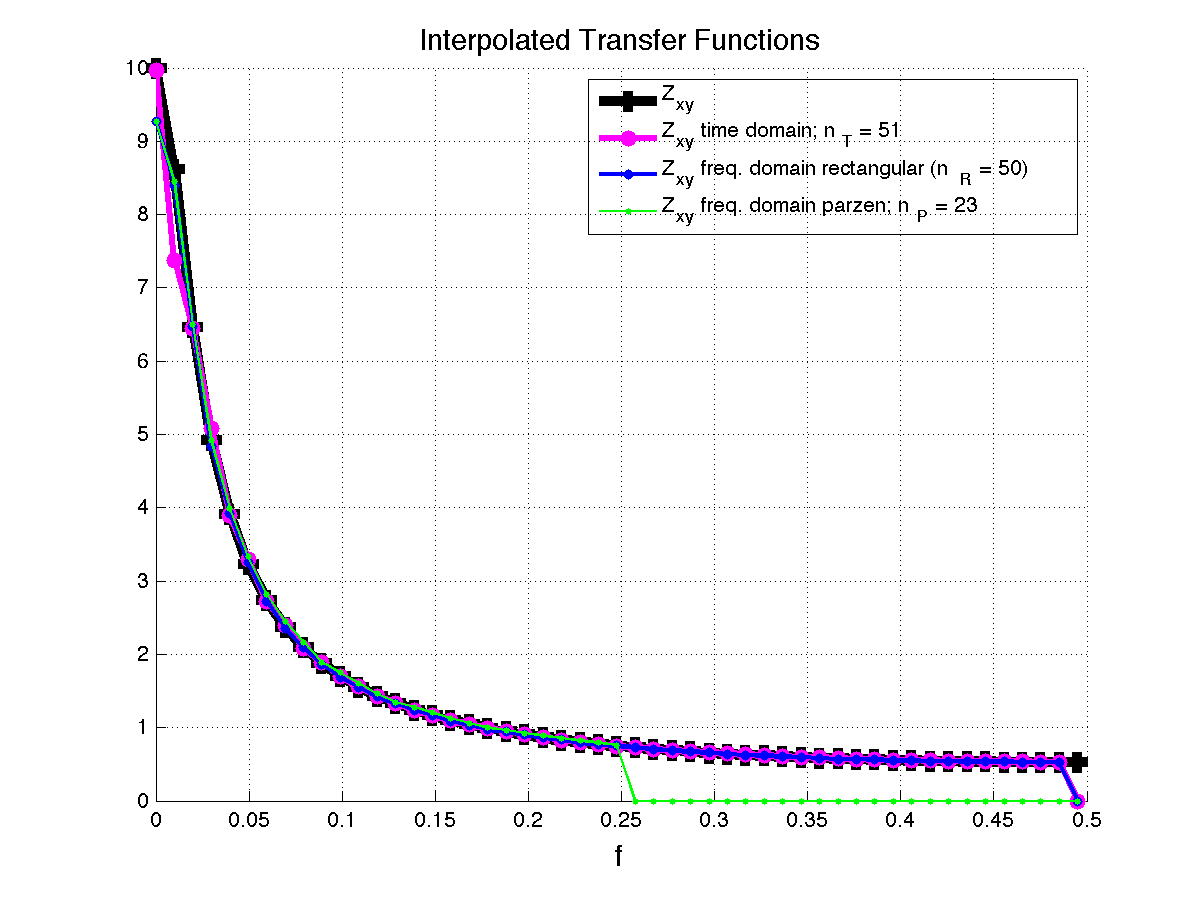 Interpolated Transfer Functions
10
9
8
7
6
5
4
3
2
1
0
Z_xy
Z_xy time domain; n_T = 51
Z_xy freq. domain rectangular (n_R = 50)
Z_xy freq. domain parzen; n_P = 23
0 0.05 0.1 0.15 0.2 0.25 0.3 0.35 0.4 0.45 0.5
f